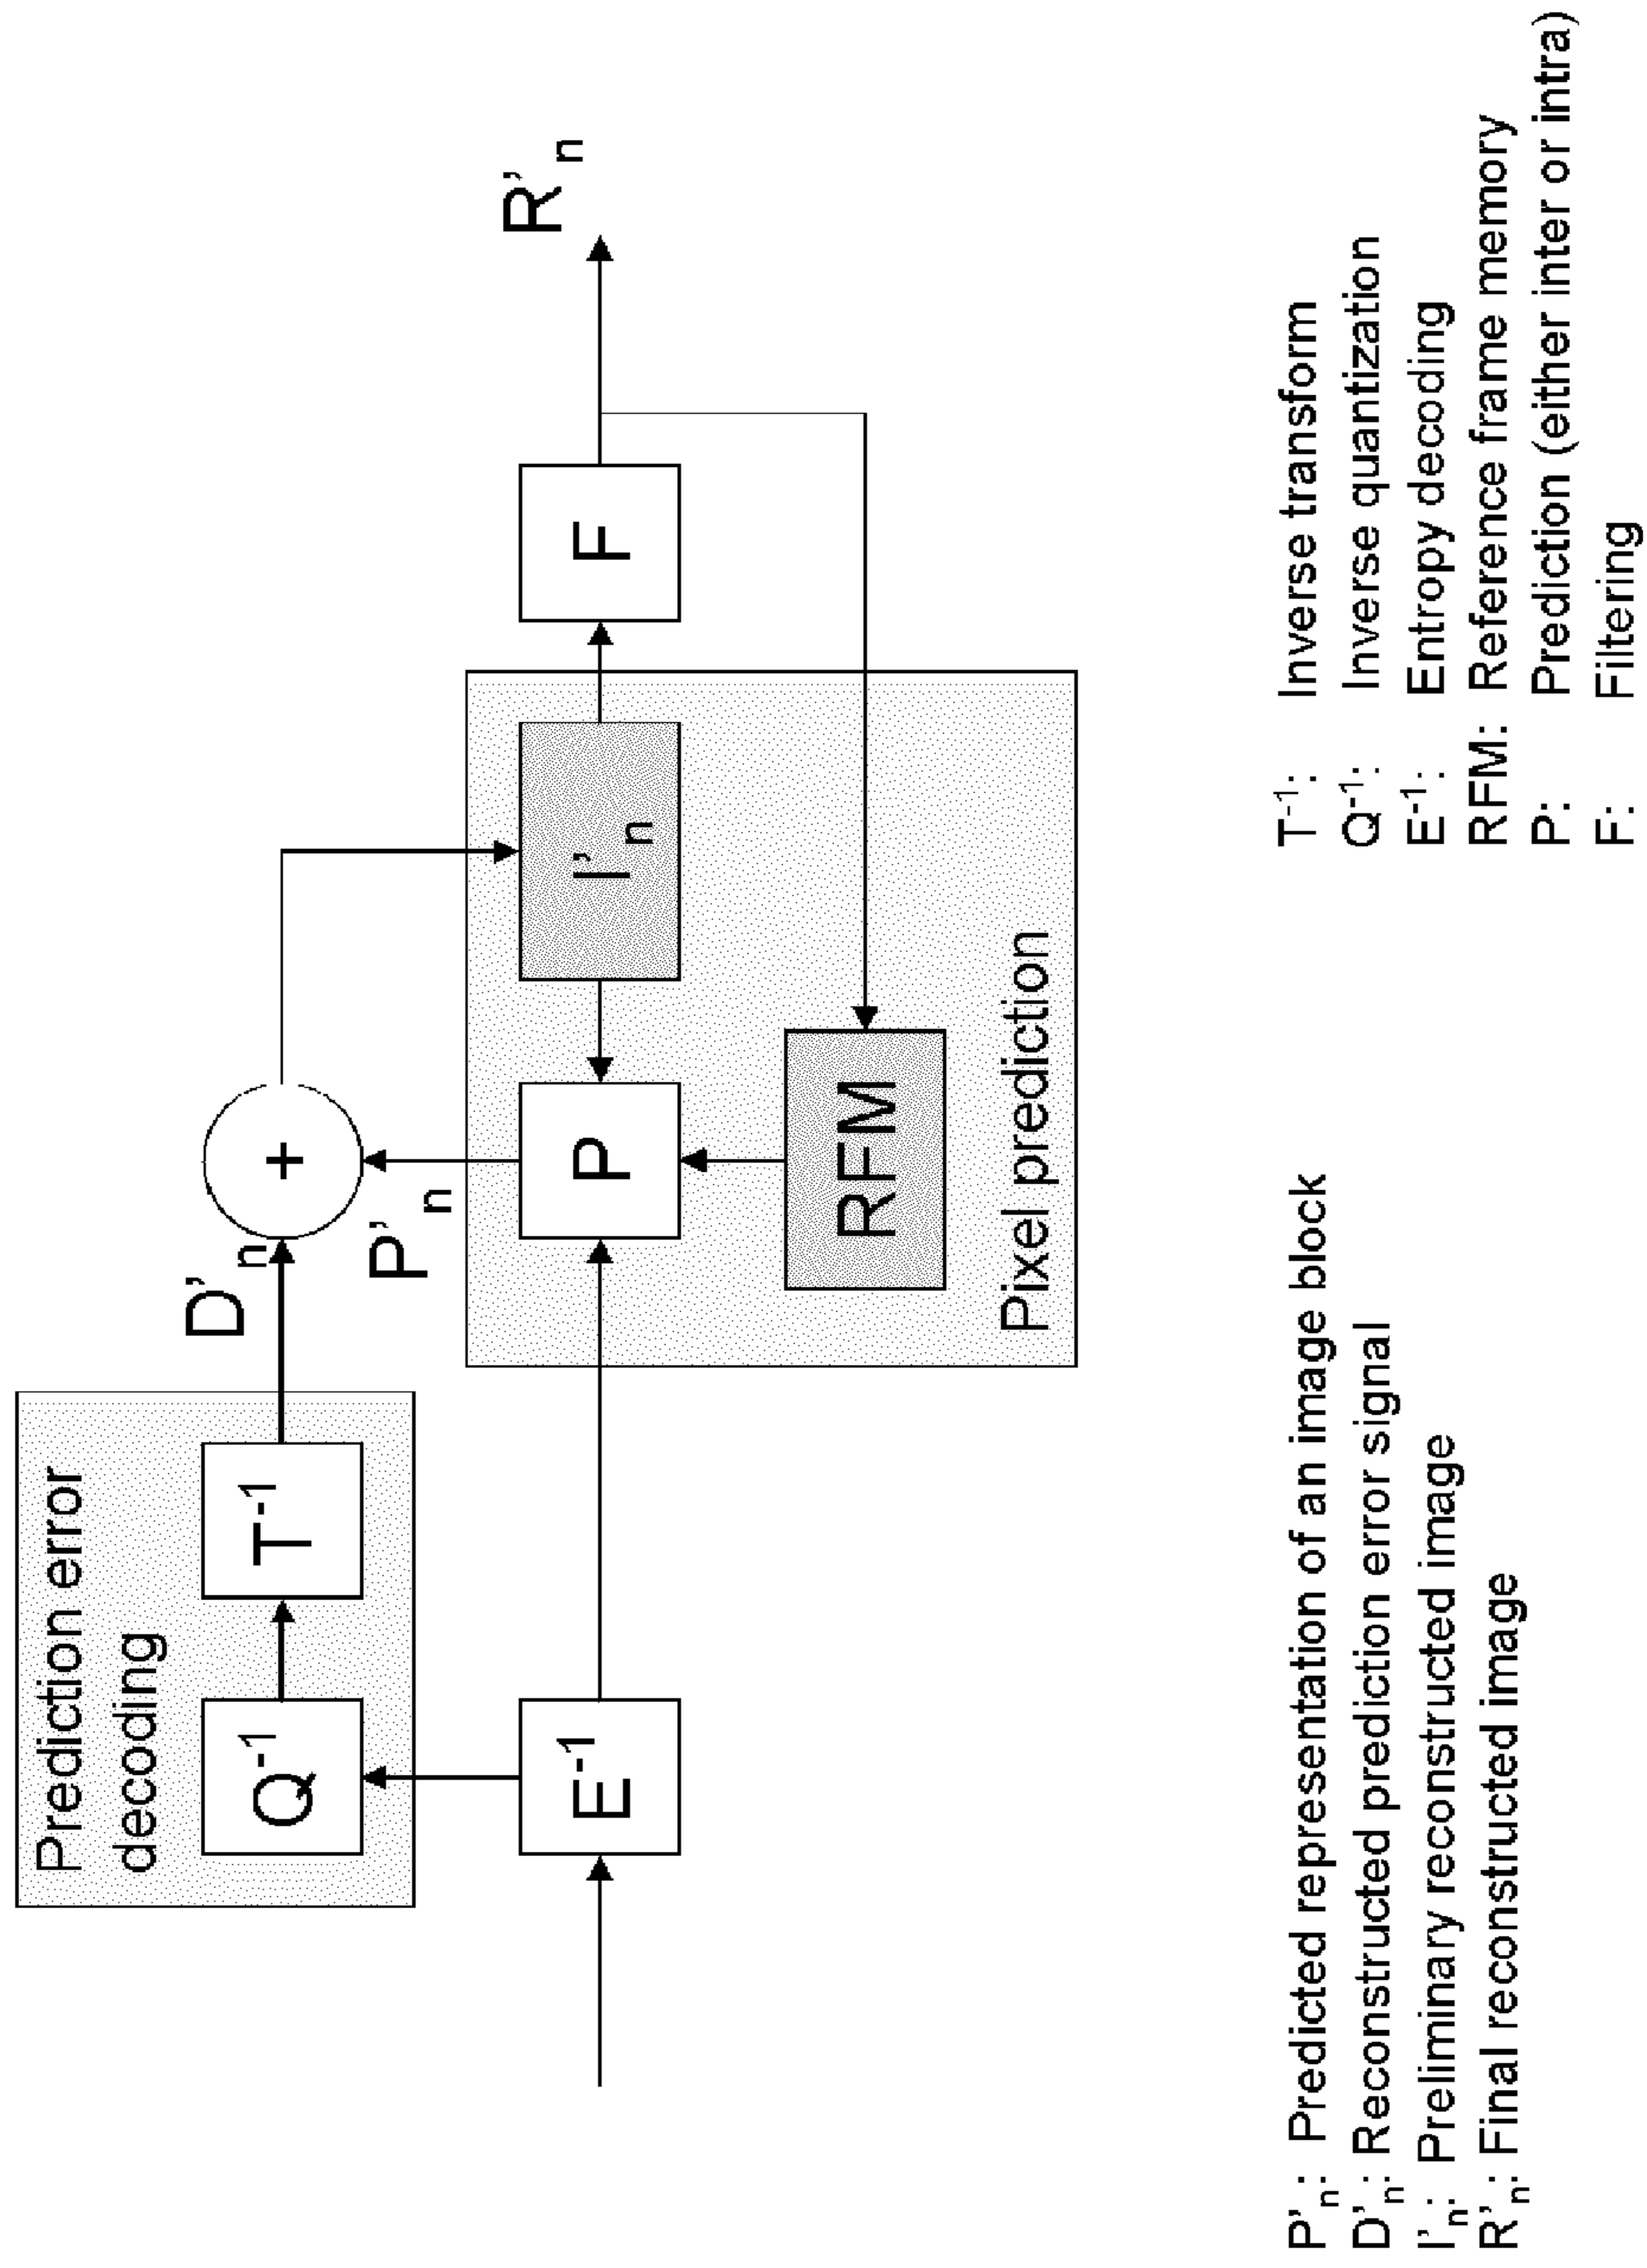 Prediction error
decoding
Q⁻¹
T⁻¹
D'n
+
P'n
E⁻¹
P
I'n
F
R'n
RFM
Pixel prediction
P'n: Predicted representation of an image block
D'n: Reconstructed prediction error signal
I'n: Preliminary reconstructed image
R'n: Final reconstructed image
T⁻¹: Inverse transform
Q⁻¹: Inverse quantization
E⁻¹: Entropy decoding
RFM: Reference frame memory
P: Prediction (either inter or intra)
F: Filtering